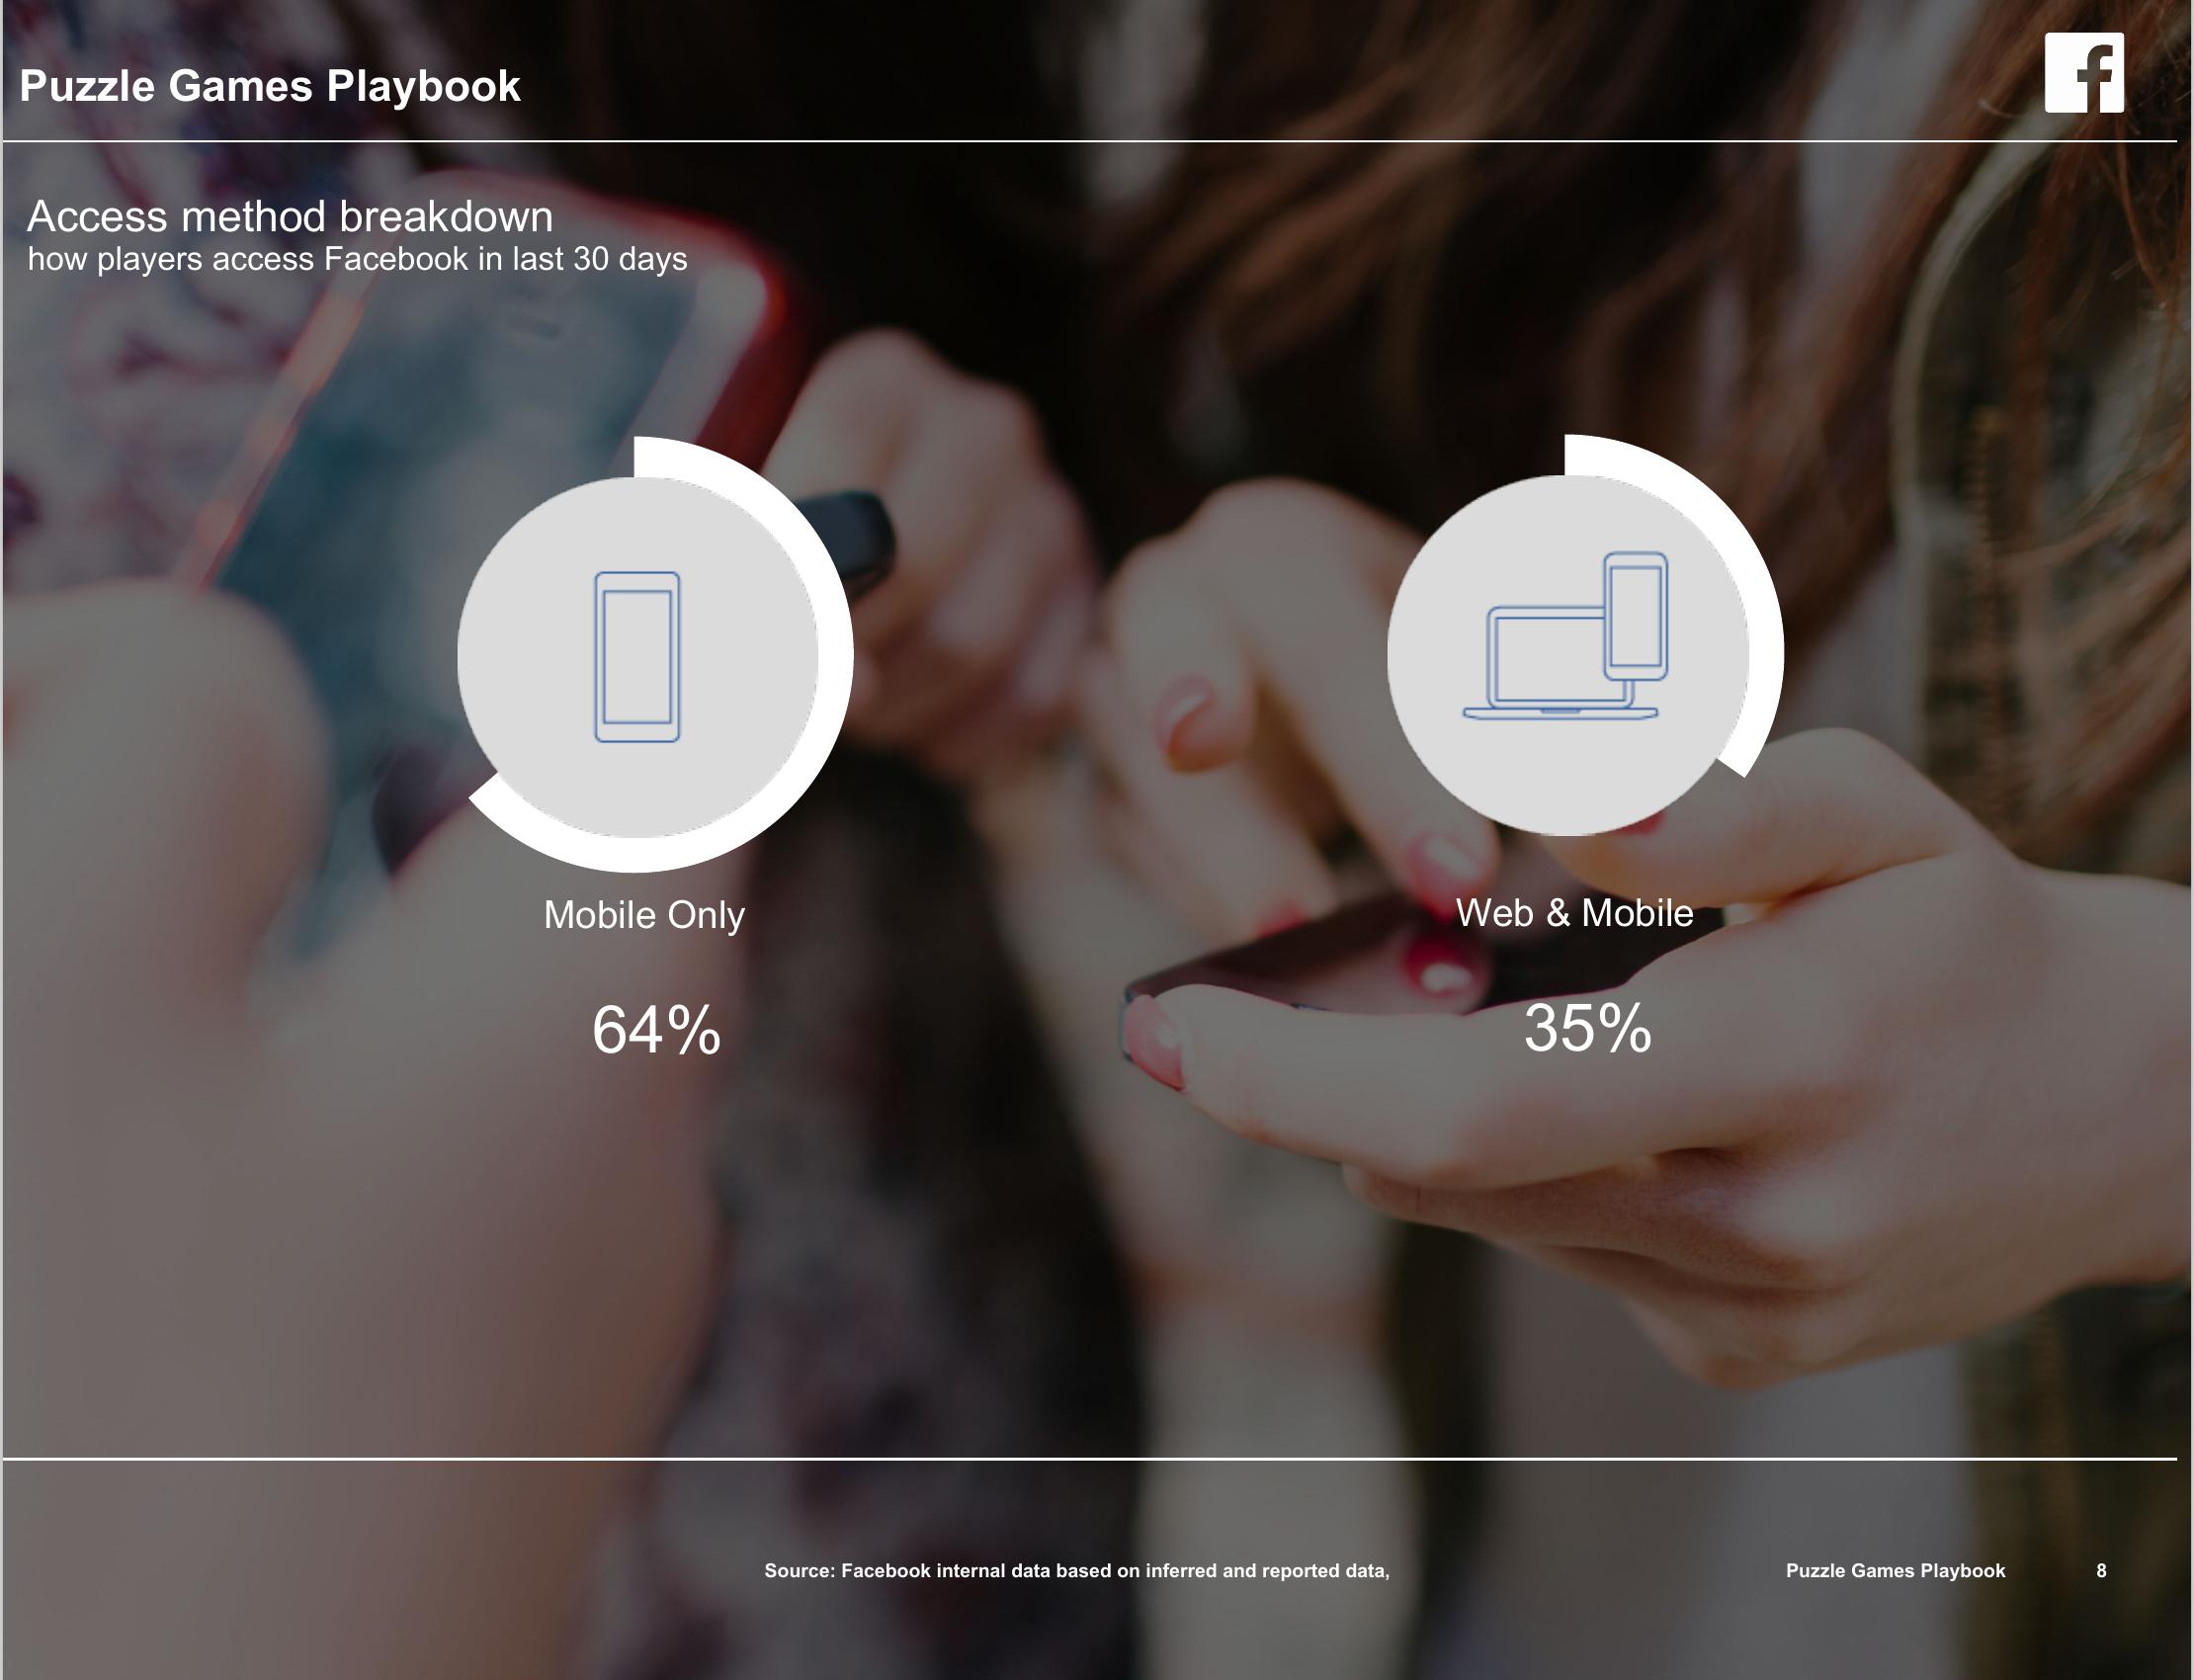 Puzzle Games Playbook
Access method breakdown
how players access Facebook in last 30 days
Mobile Only
Web & Mobile
64%
35%
Source: Facebook internal data based on inferred and reported data,
Puzzle Games Playbook
8